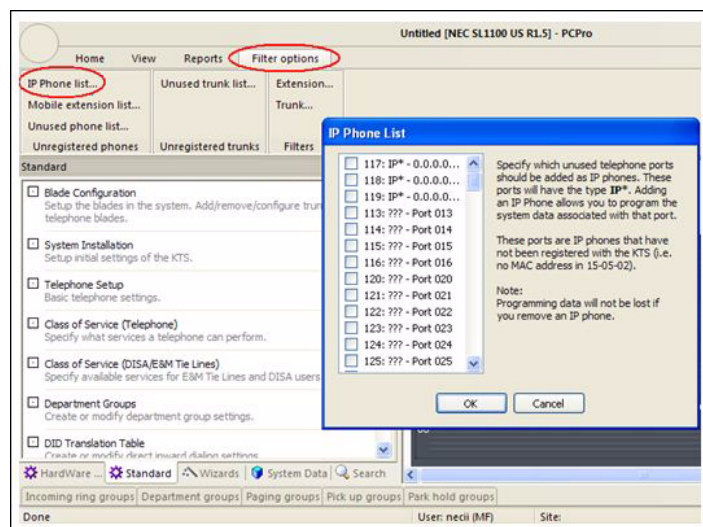 Untitled [NEC SL1100 US R1.5] - PCPro
Home View Reports Filter options
IP Phone list... Unused trunk list... Extension...
Mobile extension list... Trunk...
Unused phone list...
Unregistered phones Unregistered trunks Filters
Standard
Blade Configuration
Setup the blades in the system. Add/remove/configure trun
telephone blades.
System Installation
Setup initial settings of the KTS.
Telephone Setup
Basic telephone settings.
Class of Service (Telephone)
Specify what services a telephone can perform.
Class of Service (DISA/E&M Tie Lines)
Specify available services for E&M Tie Lines and DISA users
Department Groups
Create or modify department group settings.
DID Translation Table
Create or modify direct inward dialing settings
IP Phone List
117: IP* - 0.0.0.0...
118: IP* - 0.0.0.0...
119: IP* - 0.0.0.0...
113: ??? - Port 013
114: ??? - Port 014
115: ??? - Port 015
116: ??? - Port 016
120: ??? - Port 020
121: ??? - Port 021
122: ??? - Port 022
123: ??? - Port 023
124: ??? - Port 024
125: ??? - Port 025
Specify which unused telephone ports
should be added as IP phones. These
ports will have the type IP*. Adding
an IP Phone allows you to program the
system data associated with that port.
These ports are IP phones that have
not been registered with the KTS (i.e.
no MAC address in 15-05-02).
Note:
Programming data will not be lost if
you remove an IP phone.
OK Cancel
HardWare ... Standard Wizards System Data Search
Incoming ring groups Department groups Paging groups Pick up groups Park hold groups
Done User: necii (MF) Site: